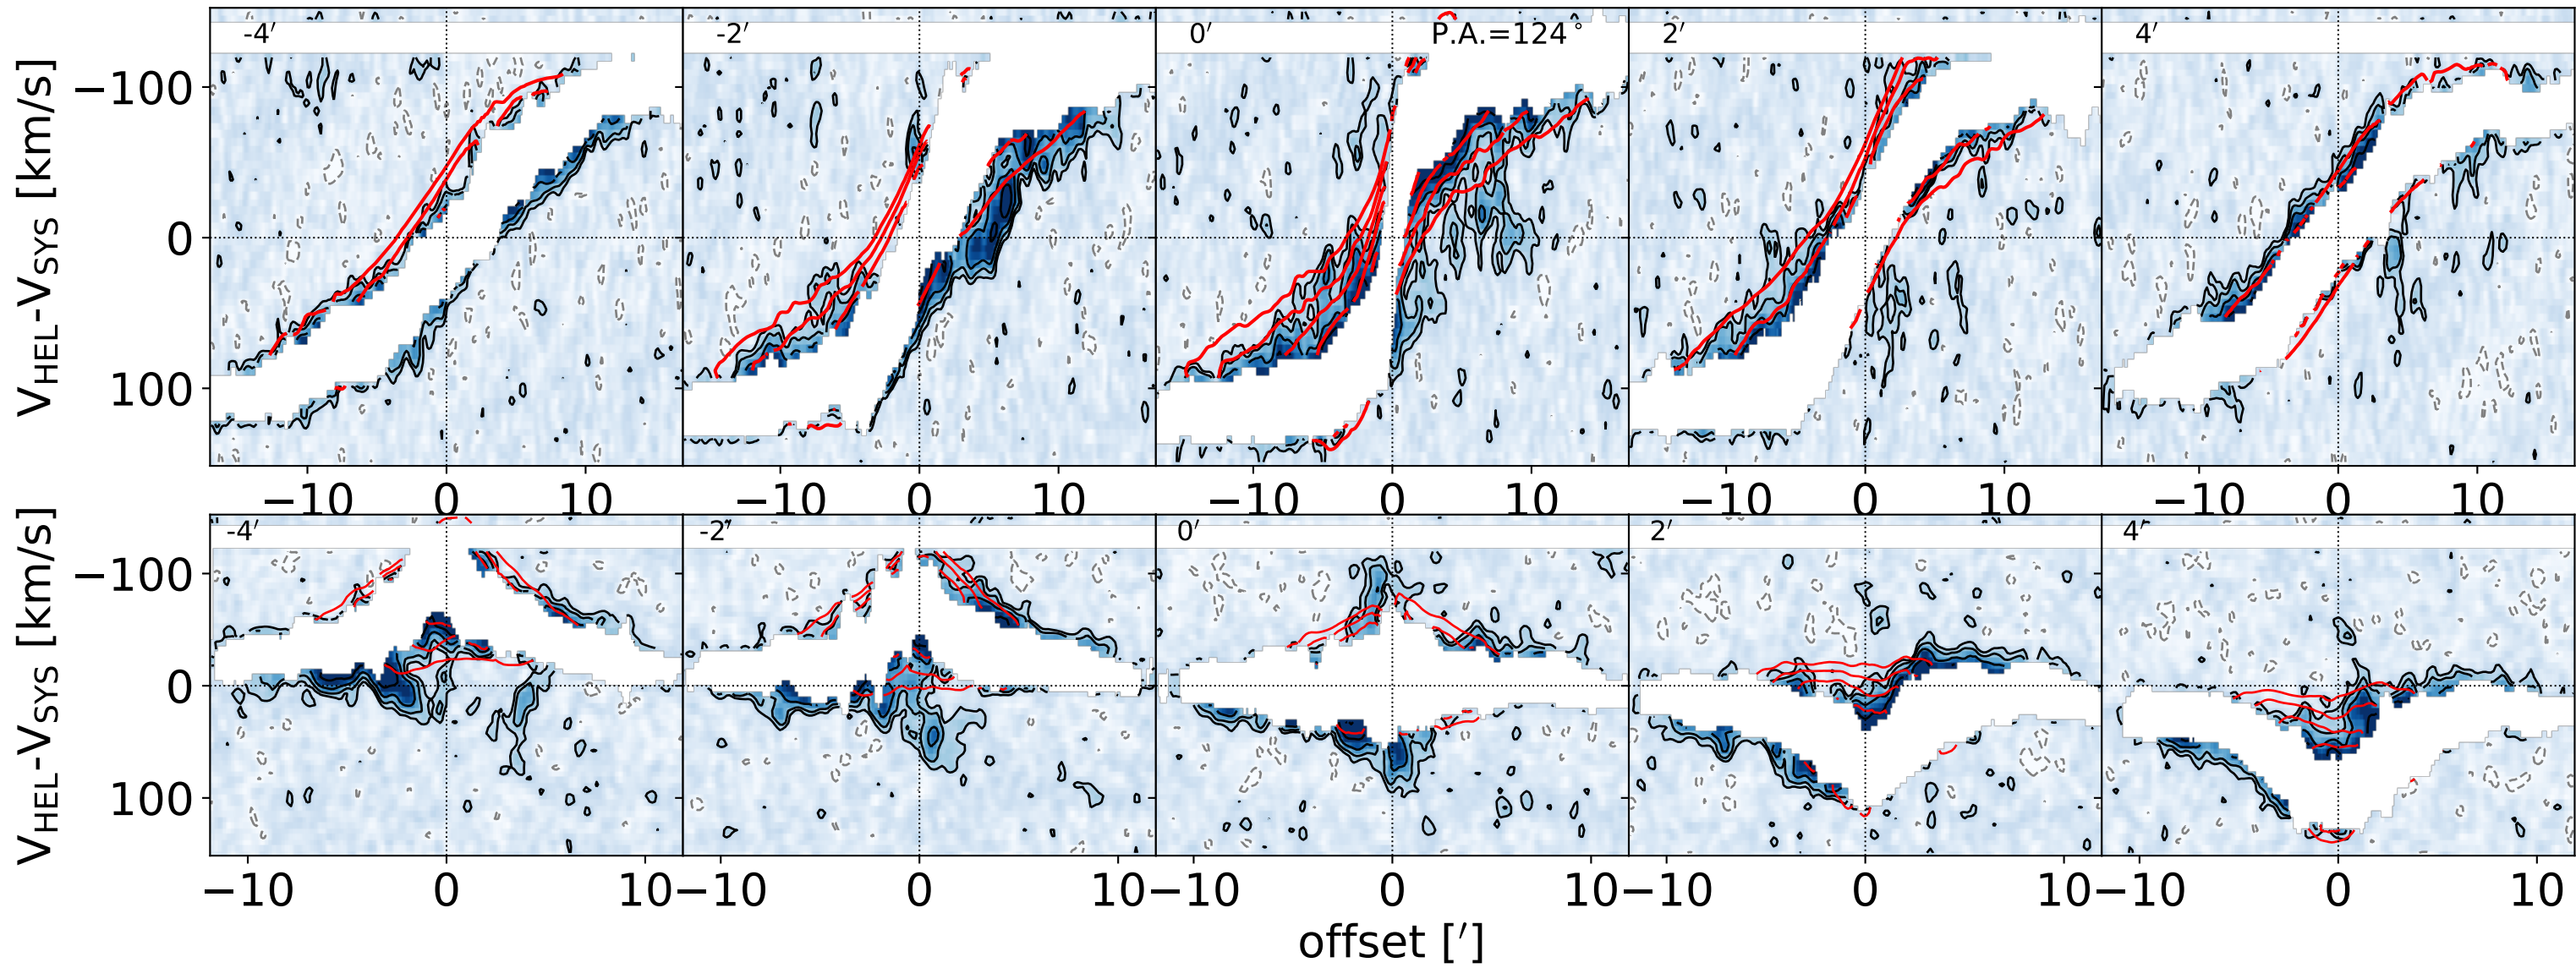 -4′ -2′ 0′ P.A.=124° 2′ 4′
V_HEL-V_SYS [km/s]
−100
0
100
−10 0 10 −10 0 10 −10 0 10 −10 0 10 −10 0 10
-4′ -2′ 0′ 2′ 4′
V_HEL-V_SYS [km/s]
−100
0
100
−10 0 10 −10 0 10 −10 0 10 −10 0 10 −10 0 10
offset [′]